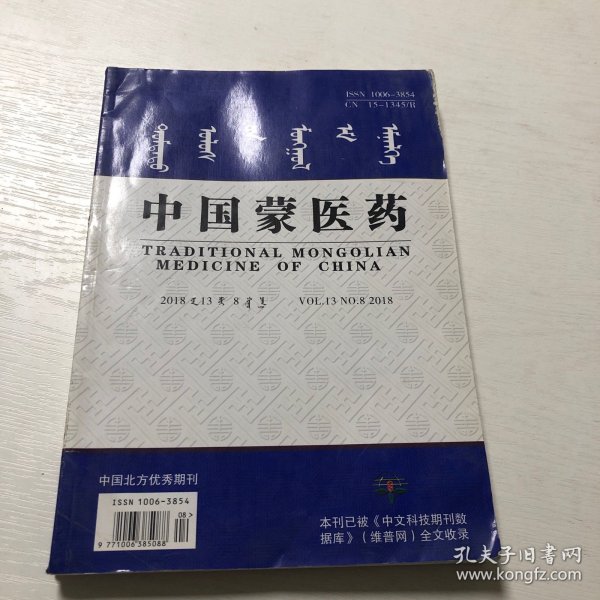 ISSN 1006-3854
CN 15-1345/R
中国蒙医药
TRADITIONAL MONGOLIAN
MEDICINE OF CHINA
2018 13 8
VOL.13 NO.8 2018
中国北方优秀期刊
ISSN 1006-3854
08>
9 771006 385088
本刊已被《中文科技期刊数
据库》（维普网）全文收录
孔夫子旧书网
www.kongfz.com